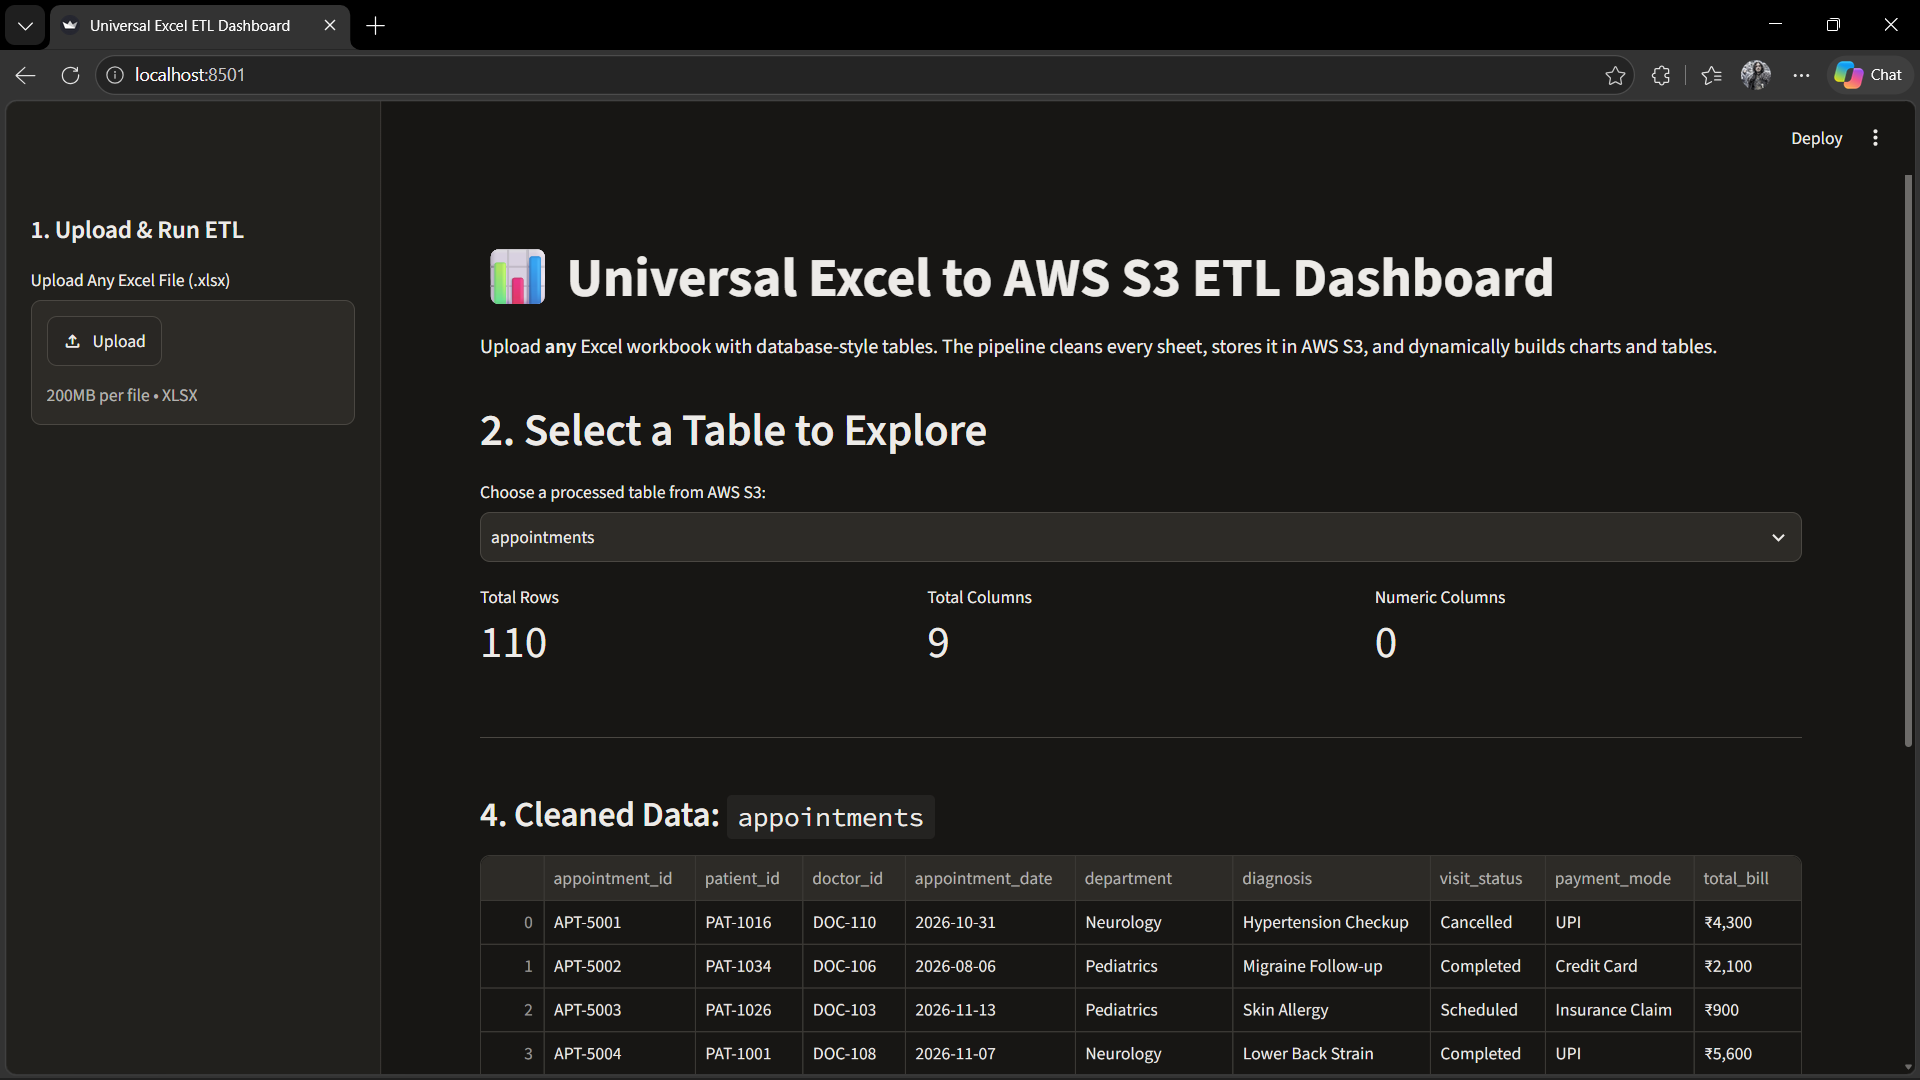 Universal Excel ETL Dashboard
localhost:8501
Chat
Deploy
1. Upload & Run ETL
Upload Any Excel File (.xlsx)
Upload
200MB per file • XLSX
Universal Excel to AWS S3 ETL Dashboard
Upload any Excel workbook with database-style tables. The pipeline cleans every sheet, stores it in AWS S3, and dynamically builds charts and tables.
2. Select a Table to Explore
Choose a processed table from AWS S3:
appointments
Total Rows Total Columns Numeric Columns
110 9 0
4. Cleaned Data: appointments
appointment_id patient_id doctor_id appointment_date department diagnosis visit_status payment_mode total_bill
0 APT-5001 PAT-1016 DOC-110 2026-10-31 Neurology Hypertension Checkup Cancelled UPI ₹4,300
1 APT-5002 PAT-1034 DOC-106 2026-08-06 Pediatrics Migraine Follow-up Completed Credit Card ₹2,100
2 APT-5003 PAT-1026 DOC-103 2026-11-13 Pediatrics Skin Allergy Scheduled Insurance Claim ₹900
3 APT-5004 PAT-1001 DOC-108 2026-11-07 Neurology Lower Back Strain Completed UPI ₹5,600